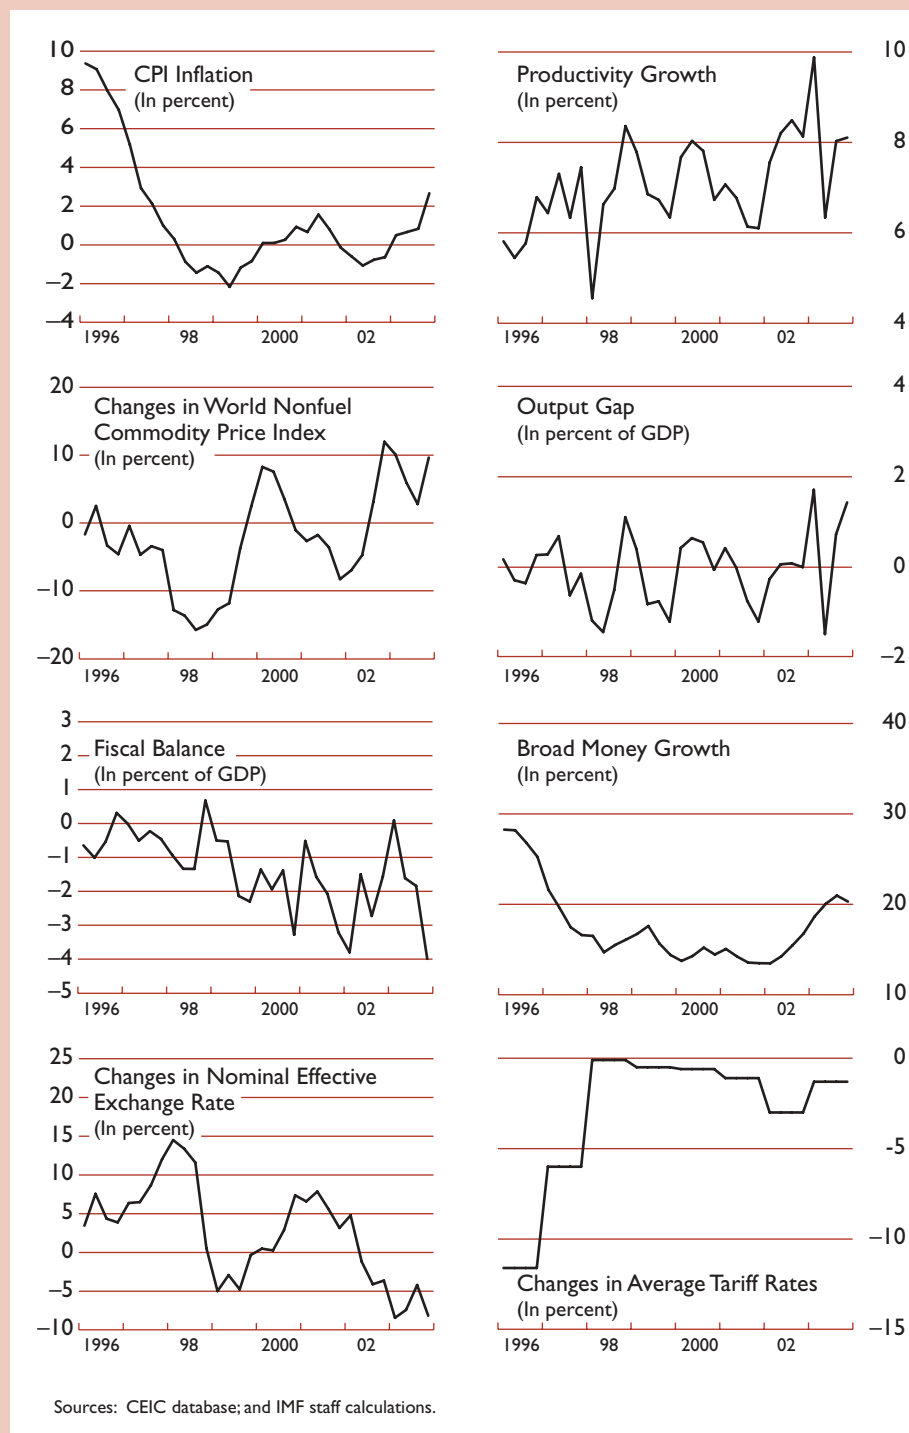 10
8
6
4
2
0
–2
–4
CPI Inflation
(In percent)
1996 98 2000 02
10
8
6
4
Productivity Growth
(In percent)
1996 98 2000 02
20
10
0
–10
–20
Changes in World Nonfuel
Commodity Price Index
(In percent)
1996 98 2000 02
4
2
0
–2
Output Gap
(In percent of GDP)
1996 98 2000 02
3
2
1
0
–1
–2
–3
–4
–5
Fiscal Balance
(In percent of GDP)
1996 98 2000 02
40
30
20
10
Broad Money Growth
(In percent)
1996 98 2000 02
25
20
15
10
5
0
–5
–10
Changes in Nominal Effective
Exchange Rate
(In percent)
1996 98 2000 02
0
-5
–10
–15
Changes in Average Tariff Rates
(In percent)
1996 98 2000 02
Sources: CEIC database; and IMF staff calculations.